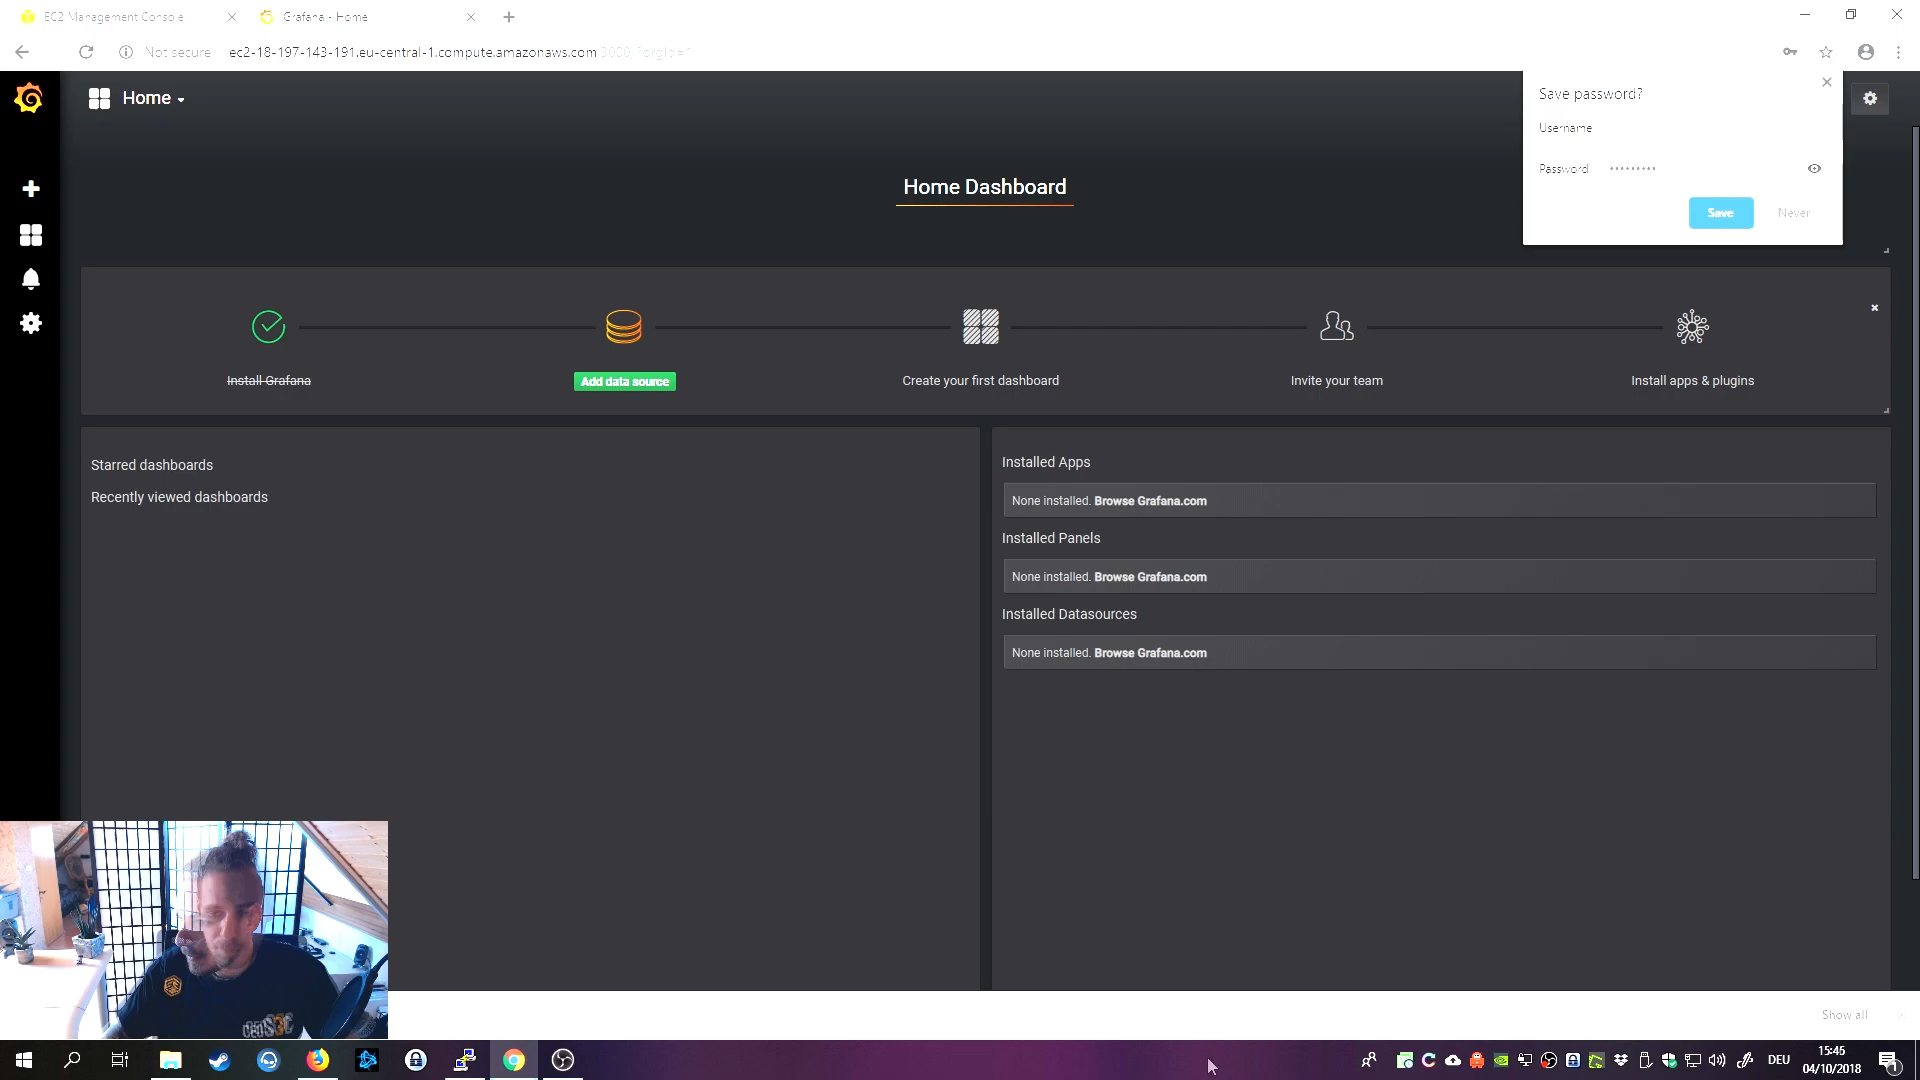 EC2 Management Console
Grafana - Home
Not secure
ec2-18-197-143-191.eu-central-1.compute.amazonaws.com:3000/?orgId=1
Home
Save password?
Username
Password
Save
Never
Home Dashboard
Install Grafana
Add data source
Create your first dashboard
Invite your team
Install apps & plugins
Starred dashboards
Recently viewed dashboards
Installed Apps
None installed. Browse Grafana.com
Installed Panels
None installed. Browse Grafana.com
Installed Datasources
None installed. Browse Grafana.com
Show all
DEU
15:45
04/10/2018
1